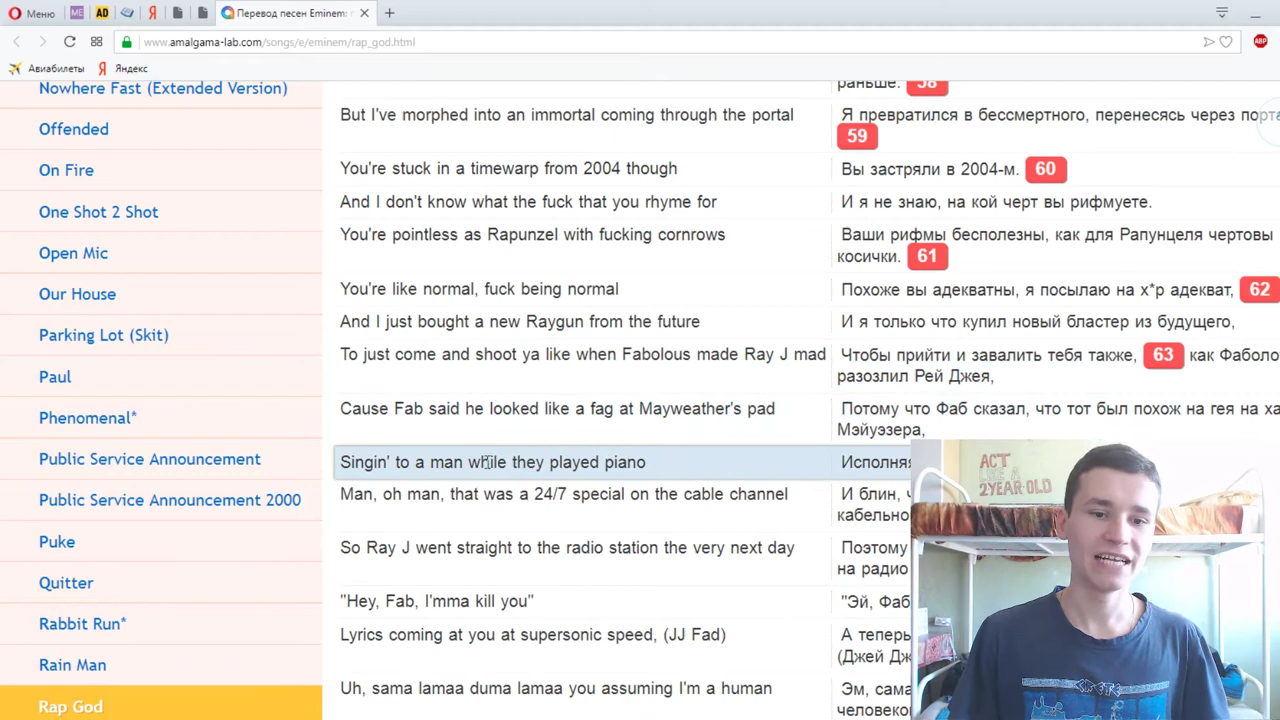 Меню
ME
AD
Я
Перевод песен Eminem:
www.amalgama-lab.com/songs/e/eminem/rap_god.html
ABP
Авиабилеты
Я Яндекс
Nowhere Fast (Extended Version)
Offended
On Fire
One Shot 2 Shot
Open Mic
Our House
Parking Lot (Skit)
Paul
Phenomenal*
Public Service Announcement
Public Service Announcement 2000
Puke
Quitter
Rabbit Run*
Rain Man
Rap God
раньше. 58
But I've morphed into an immortal coming through the portal
Я превратился в бессмертного, перенесясь через
59
You're stuck in a timewarp from 2004 though
Вы застряли в 2004-м. 60
And I don't know what the fuck that you rhyme for
И я не знаю, на кой черт вы рифмуете.
You're pointless as Rapunzel with fucking cornrows
Ваши рифмы бесполезны, как для Рапунцеля чертовы
косички. 61
You're like normal, fuck being normal
Похоже вы адекватны, я посылаю на х*р адекват, 62
And I just bought a new Raygun from the future
И я только что купил новый бластер из будущего,
To just come and shoot ya like when Fabolous made Ray J mad
Чтобы прийти и завалить тебя также, 63 как
разозлил Рей Джея,
Cause Fab said he looked like a fag at Mayweather's pad
Потому что Фаб сказал, что тот был похож на гея на
Мэйуэзера,
Singin' to a man while they played piano
Man, oh man, that was a 24/7 special on the cable channel
И блин,
So Ray J went straight to the radio station the very next day
Поэтому
на радио
"Hey, Fab, I'mma kill you"
"Эй, Фаб
Lyrics coming at you at supersonic speed, (JJ Fad)
А теперь
(Джей
Uh, sama lamaa duma lamaa you assuming I'm a human
Эм,
ACT
LIKE A
2 YEAR-OLD